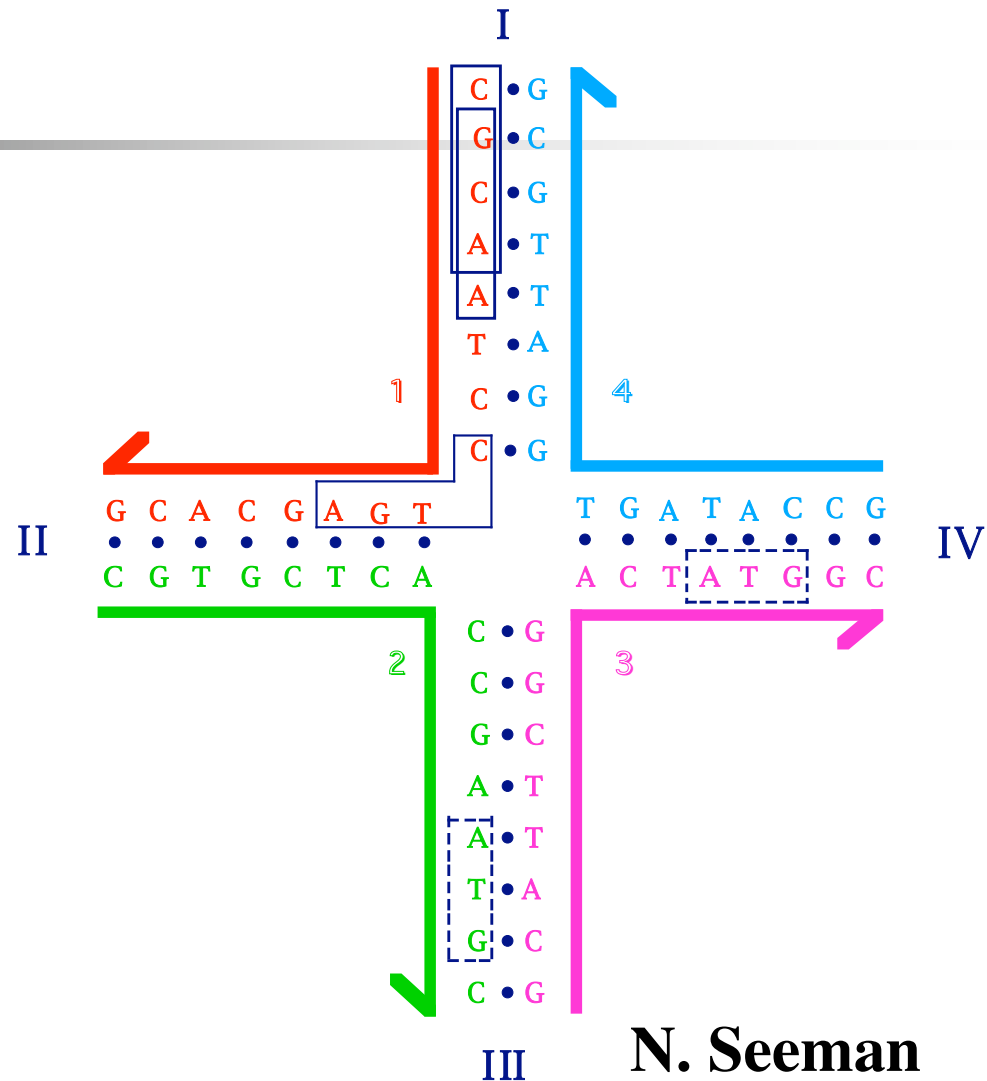 I
C • G
G • C
C • G
A • T
A • T
T • A
1 C • G 4
C • G
G C A C G A G T T G A T A C C G
II • • • • • • • • • • • • • • • • IV
C G T G C T C A A C T A T G G C
C • G
2 C • G 3
G • C
A • T
A • T
T • A
G • C
C • G
III N. Seeman